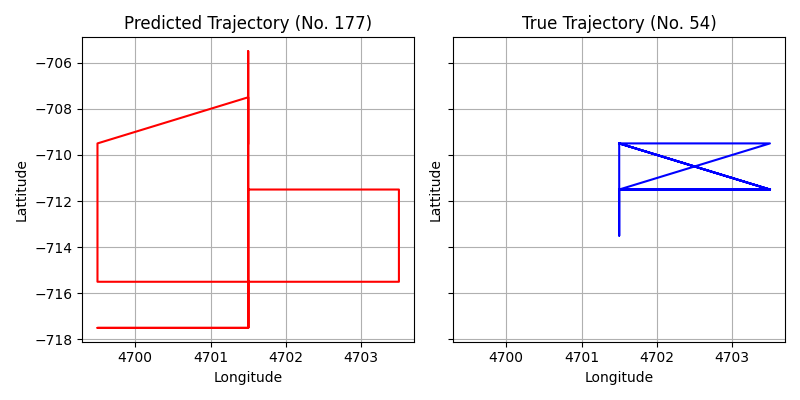 Predicted Trajectory (No. 177)
True Trajectory (No. 54)
Lattitude
−706
−708
−710
−712
−714
−716
−718
4700
4701
4702
4703
Longitude
Lattitude
4700
4701
4702
4703
Longitude